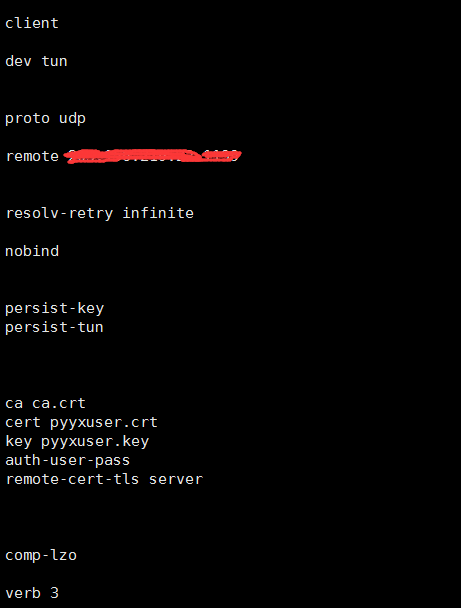 client
dev tun
proto udp
remote
resolv-retry infinite
nobind
persist-key
persist-tun
ca ca.crt
cert pyyxuser.crt
key pyyxuser.key
auth-user-pass
remote-cert-tls server
comp-lzo
verb 3